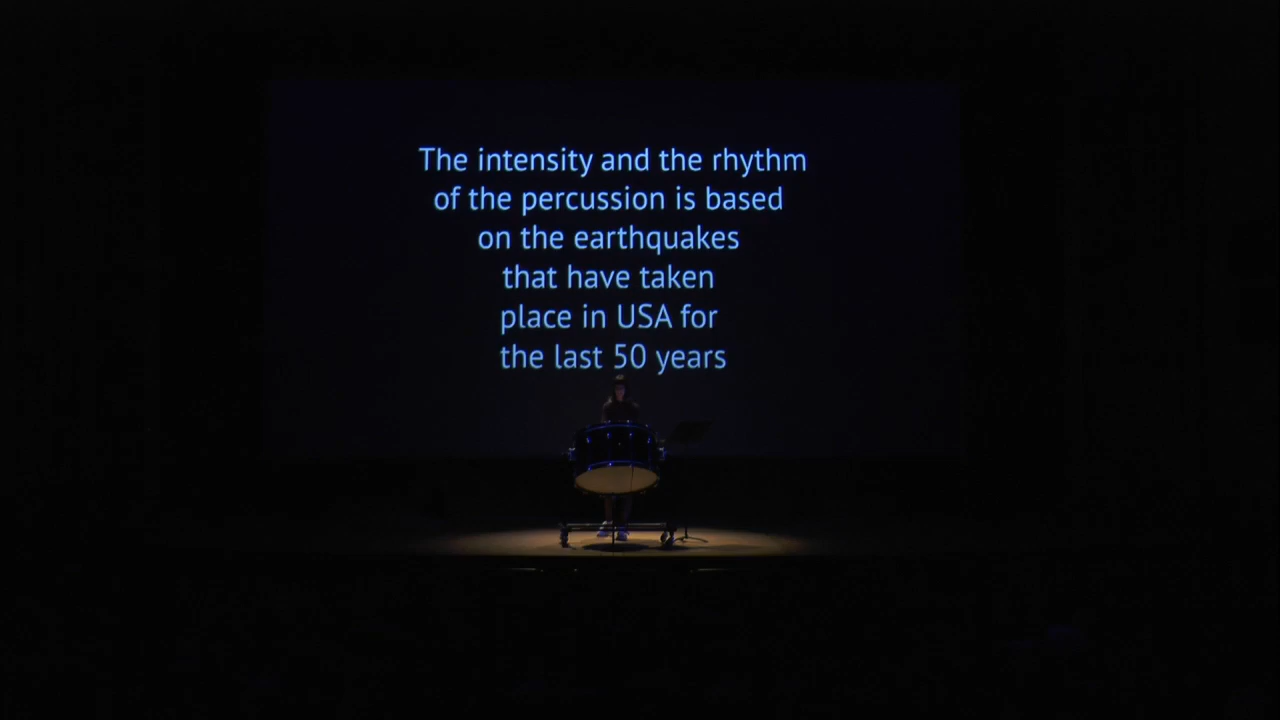 The intensity and the rhythm
of the percussion is based
on the earthquakes
that have taken
place in USA for
the last 50 years